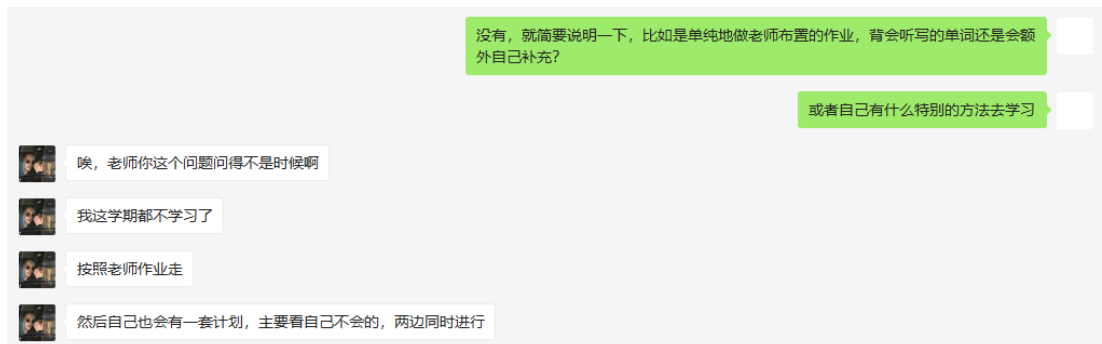 没有，就简要说明一下，比如是单纯地做老师布置的作业，背会听写的单词还是会额
外自己补充？
或者自己有什么特别的方法去学习
唉，老师你这个问题问得不是时候啊
我这学期都不学习了
按照老师作业走
然后自己也会有一套计划，主要看自己不会的，两边同时进行